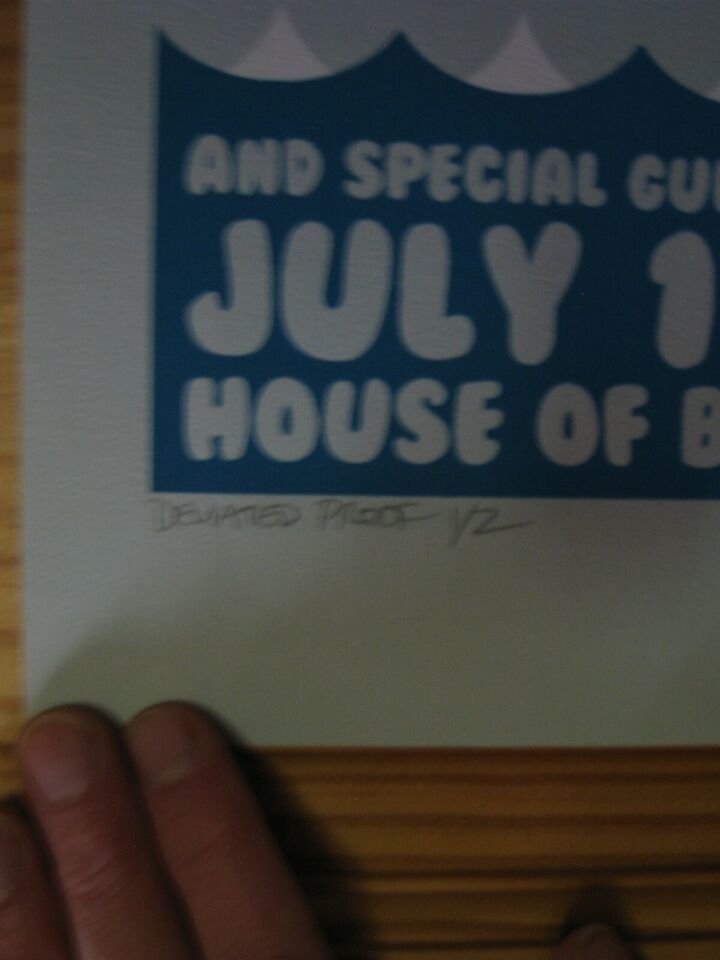 AND SPECIAL GU
JULY 1
HOUSE OF B
DEVIATED PROOF 1/2